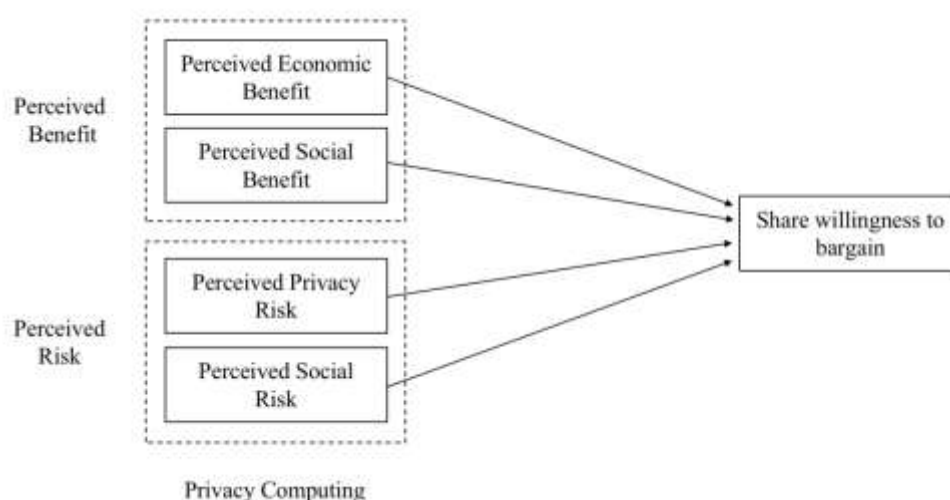 Perceived
Benefit
Perceived Economic
Benefit
Perceived Social
Benefit
Perceived
Risk
Perceived Privacy
Risk
Perceived Social
Risk
Share willingness to
bargain
Privacy Computing